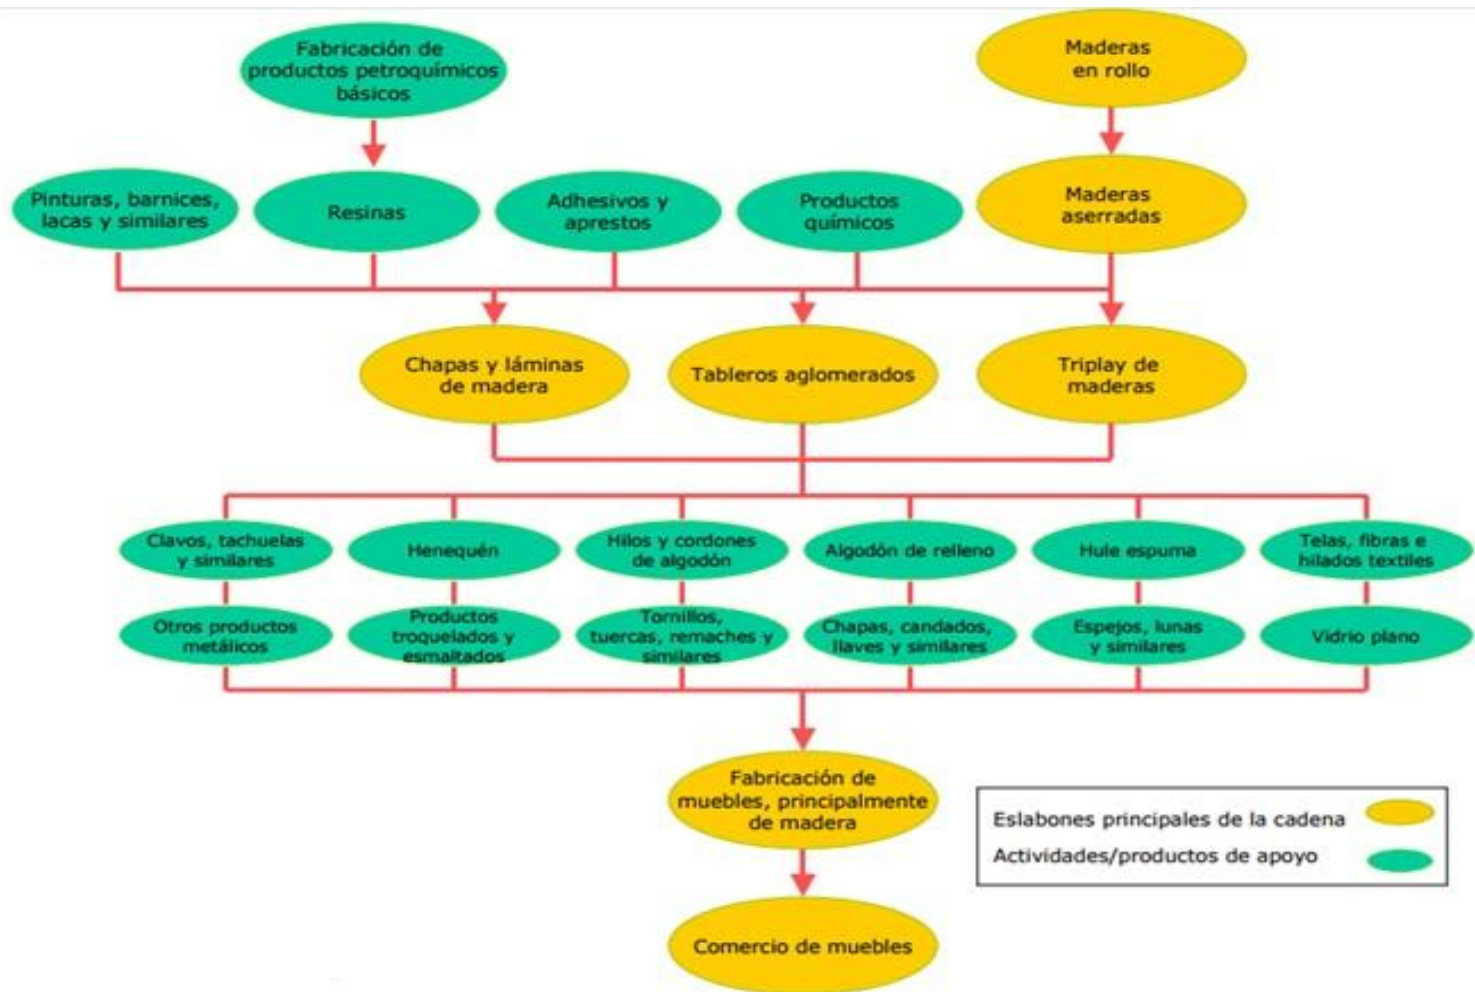 Fabricación de
productos petroquímicos
básicos
Maderas
en rollo
Pinturas, barnices,
lacas y similares
Resinas
Adhesivos y
aprestos
Productos
químicos
Maderas
aserradas
Chapas y láminas
de madera
Tableros aglomerados
Triplay de
maderas
Clavos, tachuelas
y similares
Henequén
Hilos y cordones
de algodón
Algodón de relleno
Hule espuma
Telas, fibras e
hilados textiles
Otros productos
metálicos
Productos
troquelados y
esmaltados
Tornillos,
tuercas, remaches y
similares
Chapas, candados,
llaves y similares
Espejos, lunas
y similares
Vidrio plano
Fabricación de
muebles, principalmente
de madera
Eslabones principales de la cadena
Actividades/productos de apoyo
Comercio de muebles